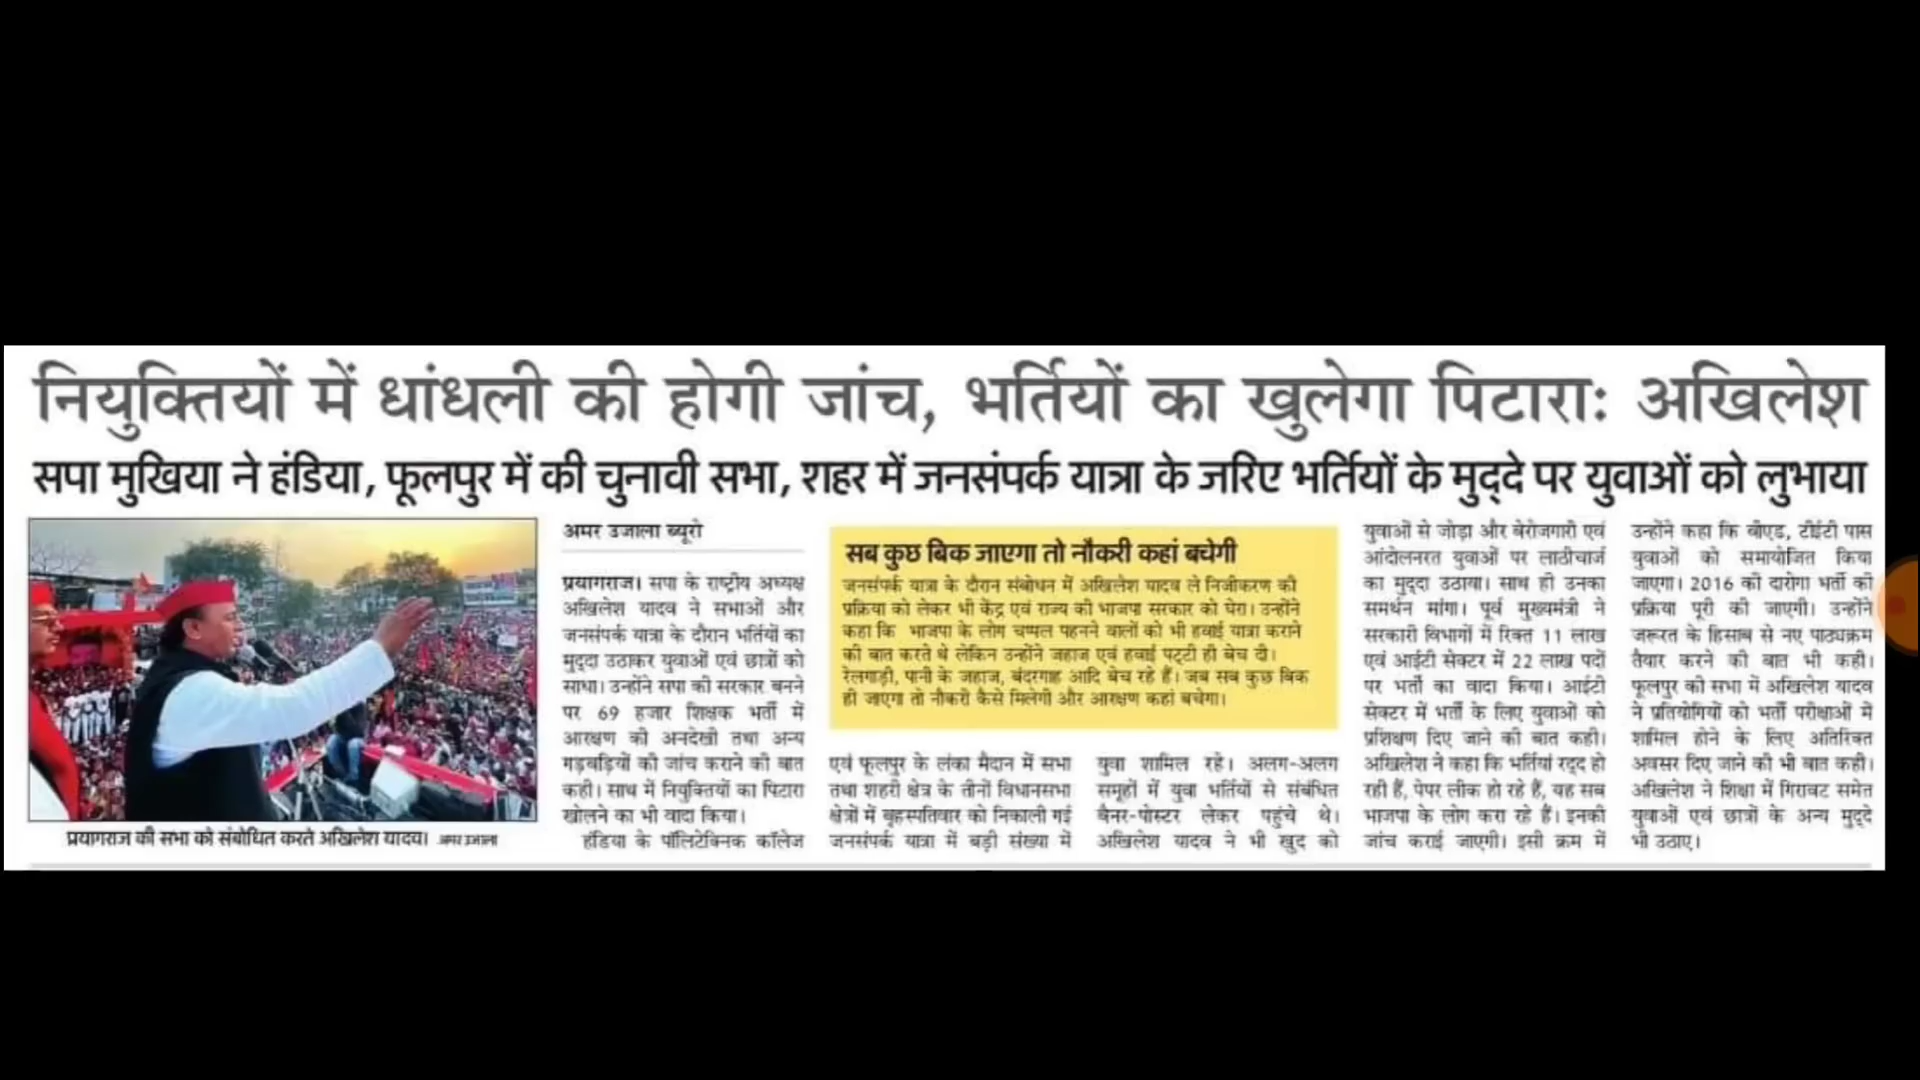 नियुक्तियों में धांधली की होगी जांच, भर्तियों का खुलेगा पिटारा: अखिलेश
सपा मुखिया ने हंडिया, फूलपुर में की चुनावी सभा, शहर में जनसंपर्क यात्रा के जरिए भर्तियों के मुद्दे पर युवाओं को लुभाया
प्रयागराज की सभा को संबोधित करते अखिलेश यादव। अमर उजाला
अमर उजाला ब्यूरो
प्रयागराज। सपा के राष्ट्रीय अध्यक्ष
अखिलेश यादव ने सभाओं और
जनसंपर्क यात्रा के दौरान भर्तियों का
मुद्दा उठाकर युवाओं एवं छात्रों को
साधा। उन्होंने सपा की सरकार बनने
पर 69 हजार शिक्षक भर्ती में
आरक्षण की अनदेखी तथा अन्य
गड़बड़ियों की जांच कराने की बात
कही। साथ में नियुक्तियों का पिटारा
खोलने का भी वादा किया।
हंडिया के पॉलिटेक्निक कॉलेज
सब कुछ बिक जाएगा तो नौकरी कहां बचेगी
जनसंपर्क यात्रा के दौरान संबोधन में अखिलेश यादव ले निजीकरण की
प्रक्रिया को लेकर भी केंद्र एवं राज्य की भाजपा सरकार को घेरा। उन्होंने
कहा कि भाजपा के लोग चप्पल पहनने वालों को भी हवाई यात्रा कराने
की बात करते थे लेकिन उन्होंने जहाज एवं हवाई पट्टी ही बेच दी।
रेलगाड़ी, पानी के जहाज, बंदरगाह आदि बेच रहे हैं। जब सब कुछ बिक
ही जाएगा तो नौकरी कैसे मिलेगी और आरक्षण कहां बचेगा।
एवं फूलपुर के लंका मैदान में सभा
तथा शहरी क्षेत्र के तीनों विधानसभा
क्षेत्रों में बृहस्पतिवार को निकाली गई
जनसंपर्क यात्रा में बड़ी संख्या में
युवा शामिल रहे। अलग-अलग
समूहों में युवा भर्तियों से संबंधित
बैनर-पोस्टर लेकर पहुंचे थे।
अखिलेश यादव ने भी खुद को
युवाओं से जोड़ा और बेरोजगारी एवं
आंदोलनरत युवाओं पर लाठीचार्ज
का मुद्दा उठाया। साथ ही उनका
समर्थन मांगा। पूर्व मुख्यमंत्री ने
सरकारी विभागों में रिक्त 11 लाख
एवं आईटी सेक्टर में 22 लाख पदों
पर भर्ती का वादा किया। आईटी
सेक्टर में भर्ती के लिए युवाओं को
प्रशिक्षण दिए जाने की बात कही।
अखिलेश ने कहा कि भर्तियां रद्द हो
रही हैं, पेपर लीक हो रहे हैं, यह सब
भाजपा के लोग करा रहे हैं। इनकी
जांच कराई जाएगी। इसी क्रम में
उन्होंने कहा कि बीएड, टीईटी पास
युवाओं को समायोजित किया
जाएगा। 2016 की दारोगा भर्ती की
प्रक्रिया पूरी की जाएगी। उन्होंने
जरूरत के हिसाब से नए पाठ्यक्रम
तैयार करने की बात भी कही।
फूलपुर की सभा में अखिलेश यादव
ने प्रतियोगियों को भर्ती परीक्षाओं में
शामिल होने के लिए अतिरिक्त
अवसर दिए जाने की भी बात कही।
अखिलेश ने शिक्षा में गिरावट समेत
युवाओं एवं छात्रों के अन्य मुद्दे
भी उठाए।